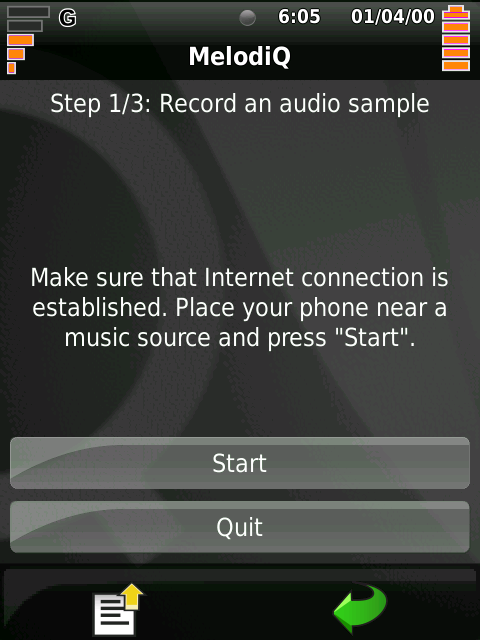 G 6:05 01/04/00
MelodiQ
Step 1/3: Record an audio sample
Make sure that Internet connection is
established. Place your phone near a
music source and press "Start".
Start
Quit